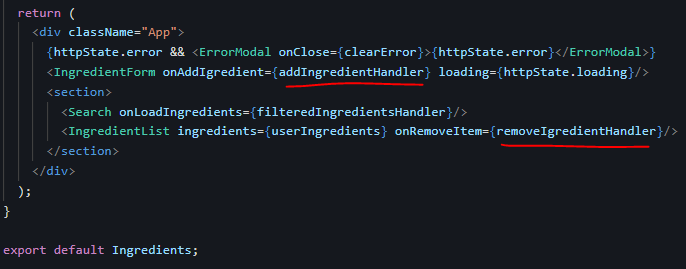 return (
<div className="App">
{httpState.error && <ErrorModal onClose={clearError}>{httpState.error}</ErrorModal>}
<IngredientForm onAddIgredient={addIngredientHandler} loading={httpState.loading}/>
<section>
<Search onLoadIngredients={filteredIngredientsHandler}/>
<IngredientList ingredients={userIngredients} onRemoveItem={removeIgredientHandler}/>
</section>
</div>
);
}
export default Ingredients;